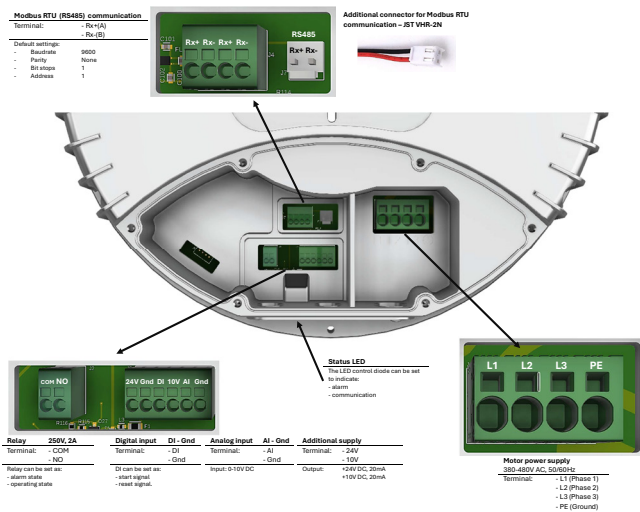 Modbus RTU (RS485) communication
Terminal: - Rx+(A)
- Rx-(B)
Default settings:
- Baudrate 9600
- Parity None
- Bit stops 1
- Address 1
Rx+ Rx- Rx+ Rx-
RS485
Rx+ Rx-
Additional connector for Modbus RTU
communication – JST VHR-2N
Status LED
The LED control diode can be set
to indicate:
- alarm
- communication
COM NO
24V Gnd DI 10V AI Gnd
L1 L2 L3 PE
Relay 250V, 2A
Terminal: - COM
- NO
Relay can be set as:
- alarm state
- operating state
Digital input DI - Gnd
Terminal: - DI
- Gnd
DI can be set as:
- start signal
- reset signal.
Analog input AI - Gnd
Terminal: - AI
- Gnd
Input: 0-10V DC
Additional supply
Terminal: - 24V
- 10V
Output: +24V DC, 20mA
+10V DC, 20mA
Motor power supply
380-480V AC, 50/60Hz
Terminal: - L1 (Phase 1)
- L2 (Phase 2)
- L3 (Phase 3)
- PE (Ground)